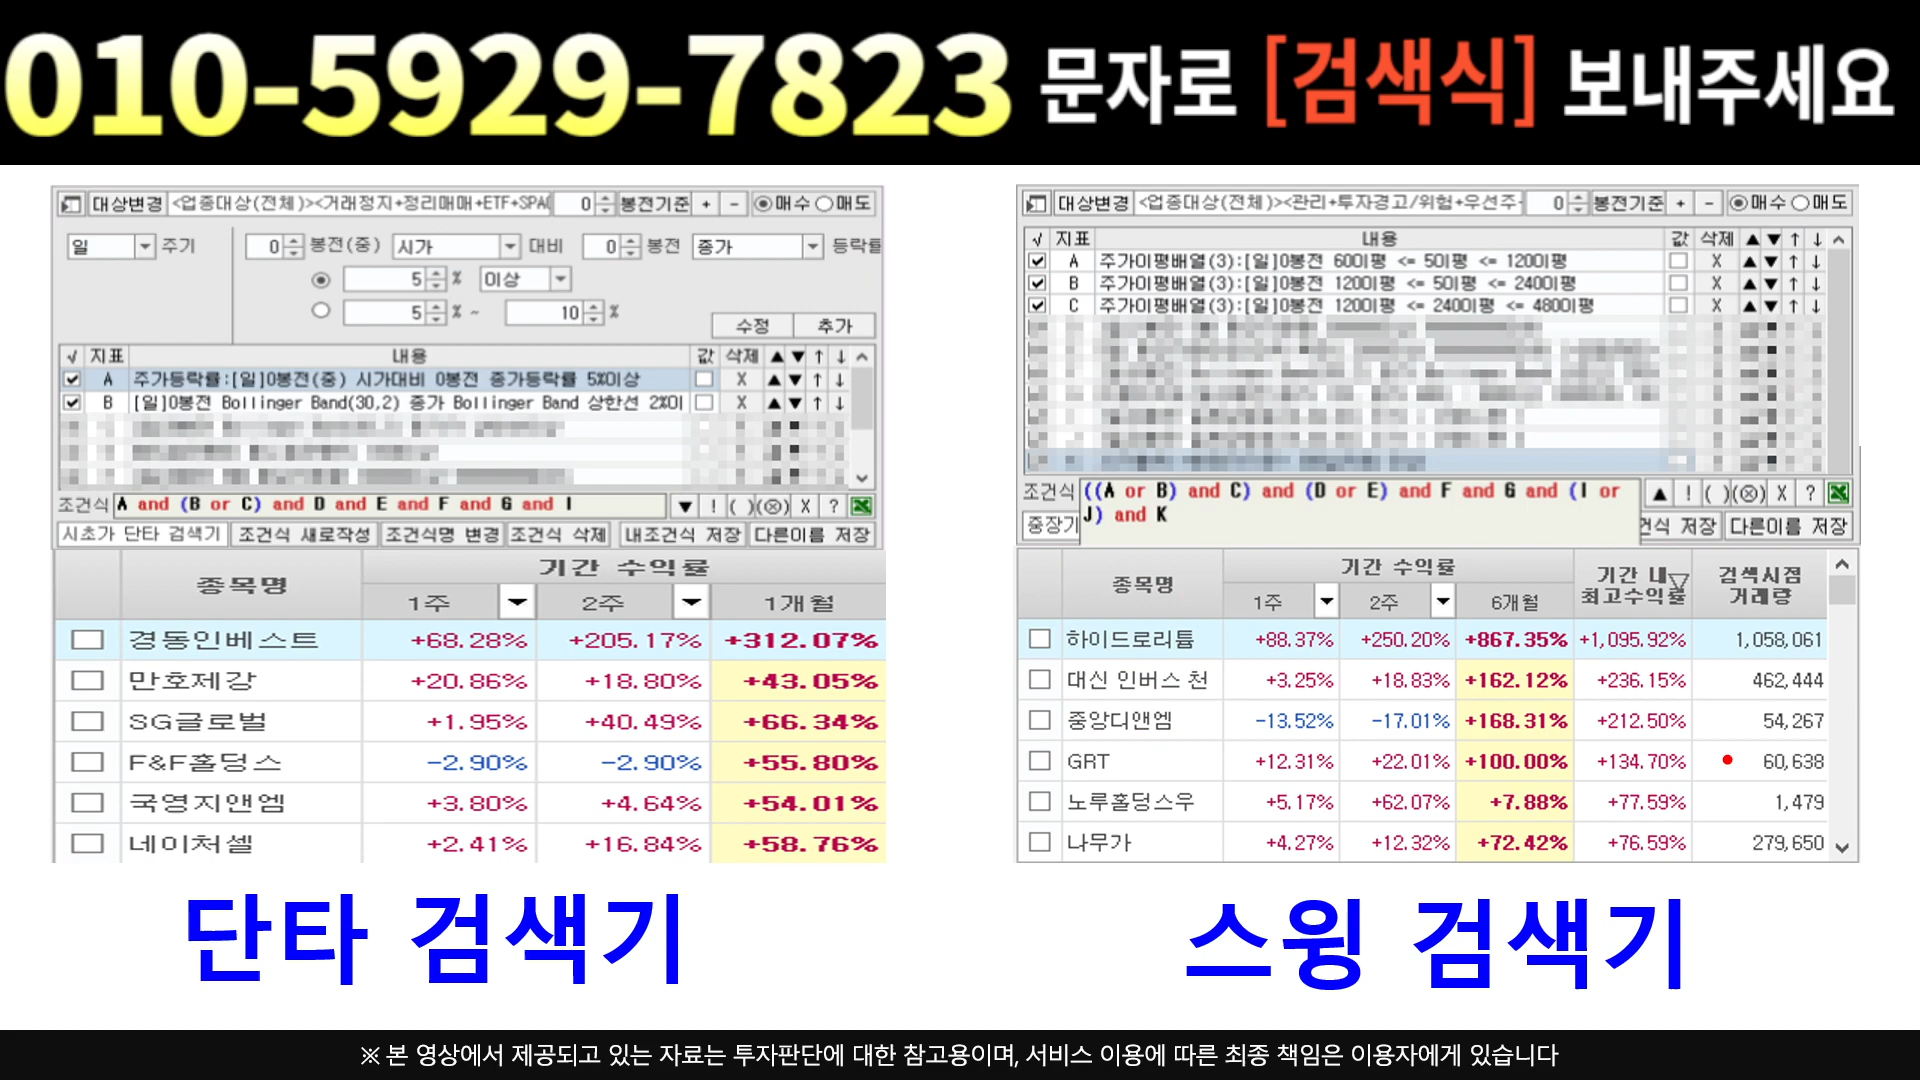 010-5929-7823 문자로 [검색식] 보내주세요
대상변경 <업종대상(전체)><거래정지+정리매매+ETF+SPA 0 봉전기준 + - 매수 매도
일 주기 0 봉전(중) 시가 대비 0 봉전 종가 등락률
5 % 이상
5 % ~ 10 %
수정 추가
√ 지표 내용 값 삭제 ▲ ▼ ↑ ↓
A 주가등락률:[일]0봉전(중) 시가대비 0봉전 종가등락률 5%이상 X ▲ ▼ ↑ ↓
B [일]0봉전 Bollinger Band(30,2) 종가 Bollinger Band 상한선 2%이 X ▲ ▼ ↑ ↓
조건식 A and (B or C) and D and E and F and G and I ▼ ! ( )(⊗) X ?
시초가 단타 검색기 조건식 새로작성 조건식명 변경 조건식 삭제 내조건식 저장 다른이름 저장
종목명 기간 수익률
1주 2주 1개월
경동인베스트 +68.28% +205.17% +312.07%
만호제강 +20.86% +18.80% +43.05%
SG글로벌 +1.95% +40.49% +66.34%
F&F홀딩스 -2.90% -2.90% +55.80%
국영지앤엠 +3.80% +4.64% +54.01%
네이처셀 +2.41% +16.84% +58.76%
단타 검색기
대상변경 <업종대상(전체)><관리+투자경고/위험+우선주+ 0 봉전기준 + - 매수 매도
√ 지표 내용 값 삭제 ▲ ▼ ↑ ↓
A 주가이평배열(3):[일]0봉전 60이평 <= 5이평 <= 120이평 X ▲ ▼ ↑ ↓
B 주가이평배열(3):[일]0봉전 120이평 <= 5이평 <= 240이평 X ▲ ▼ ↑ ↓
C 주가이평배열(3):[일]0봉전 120이평 <= 240이평 <= 480이평 X ▲ ▼ ↑ ↓
조건식 ((A or B) and C) and (D or E) and F and G and (I or ▲ ! ( )(⊗) X ?
중장기 J) and K 건식 저장 다른이름 저장
종목명 기간 수익률 기간 내 최고수익률 검색시점 거래량
1주 2주 6개월
하이드로리튬 +88.37% +250.20% +867.35% +1,095.92% 1,058,061
대신 인버스 천 +3.25% +18.83% +162.12% +236.15% 462,444
중앙디앤엠 -13.52% -17.01% +168.31% +212.50% 54,267
GRT +12.31% +22.01% +100.00% +134.70% 60,638
노루홀딩스우 +5.17% +62.07% +7.88% +77.59% 1,479
나무가 +4.27% +12.32% +72.42% +76.59% 279,650
스윙 검색기
※ 본 영상에서 제공되고 있는 자료는 투자판단에 대한 참고용이며, 서비스 이용에 따른 최종 책임은 이용자에게 있습니다